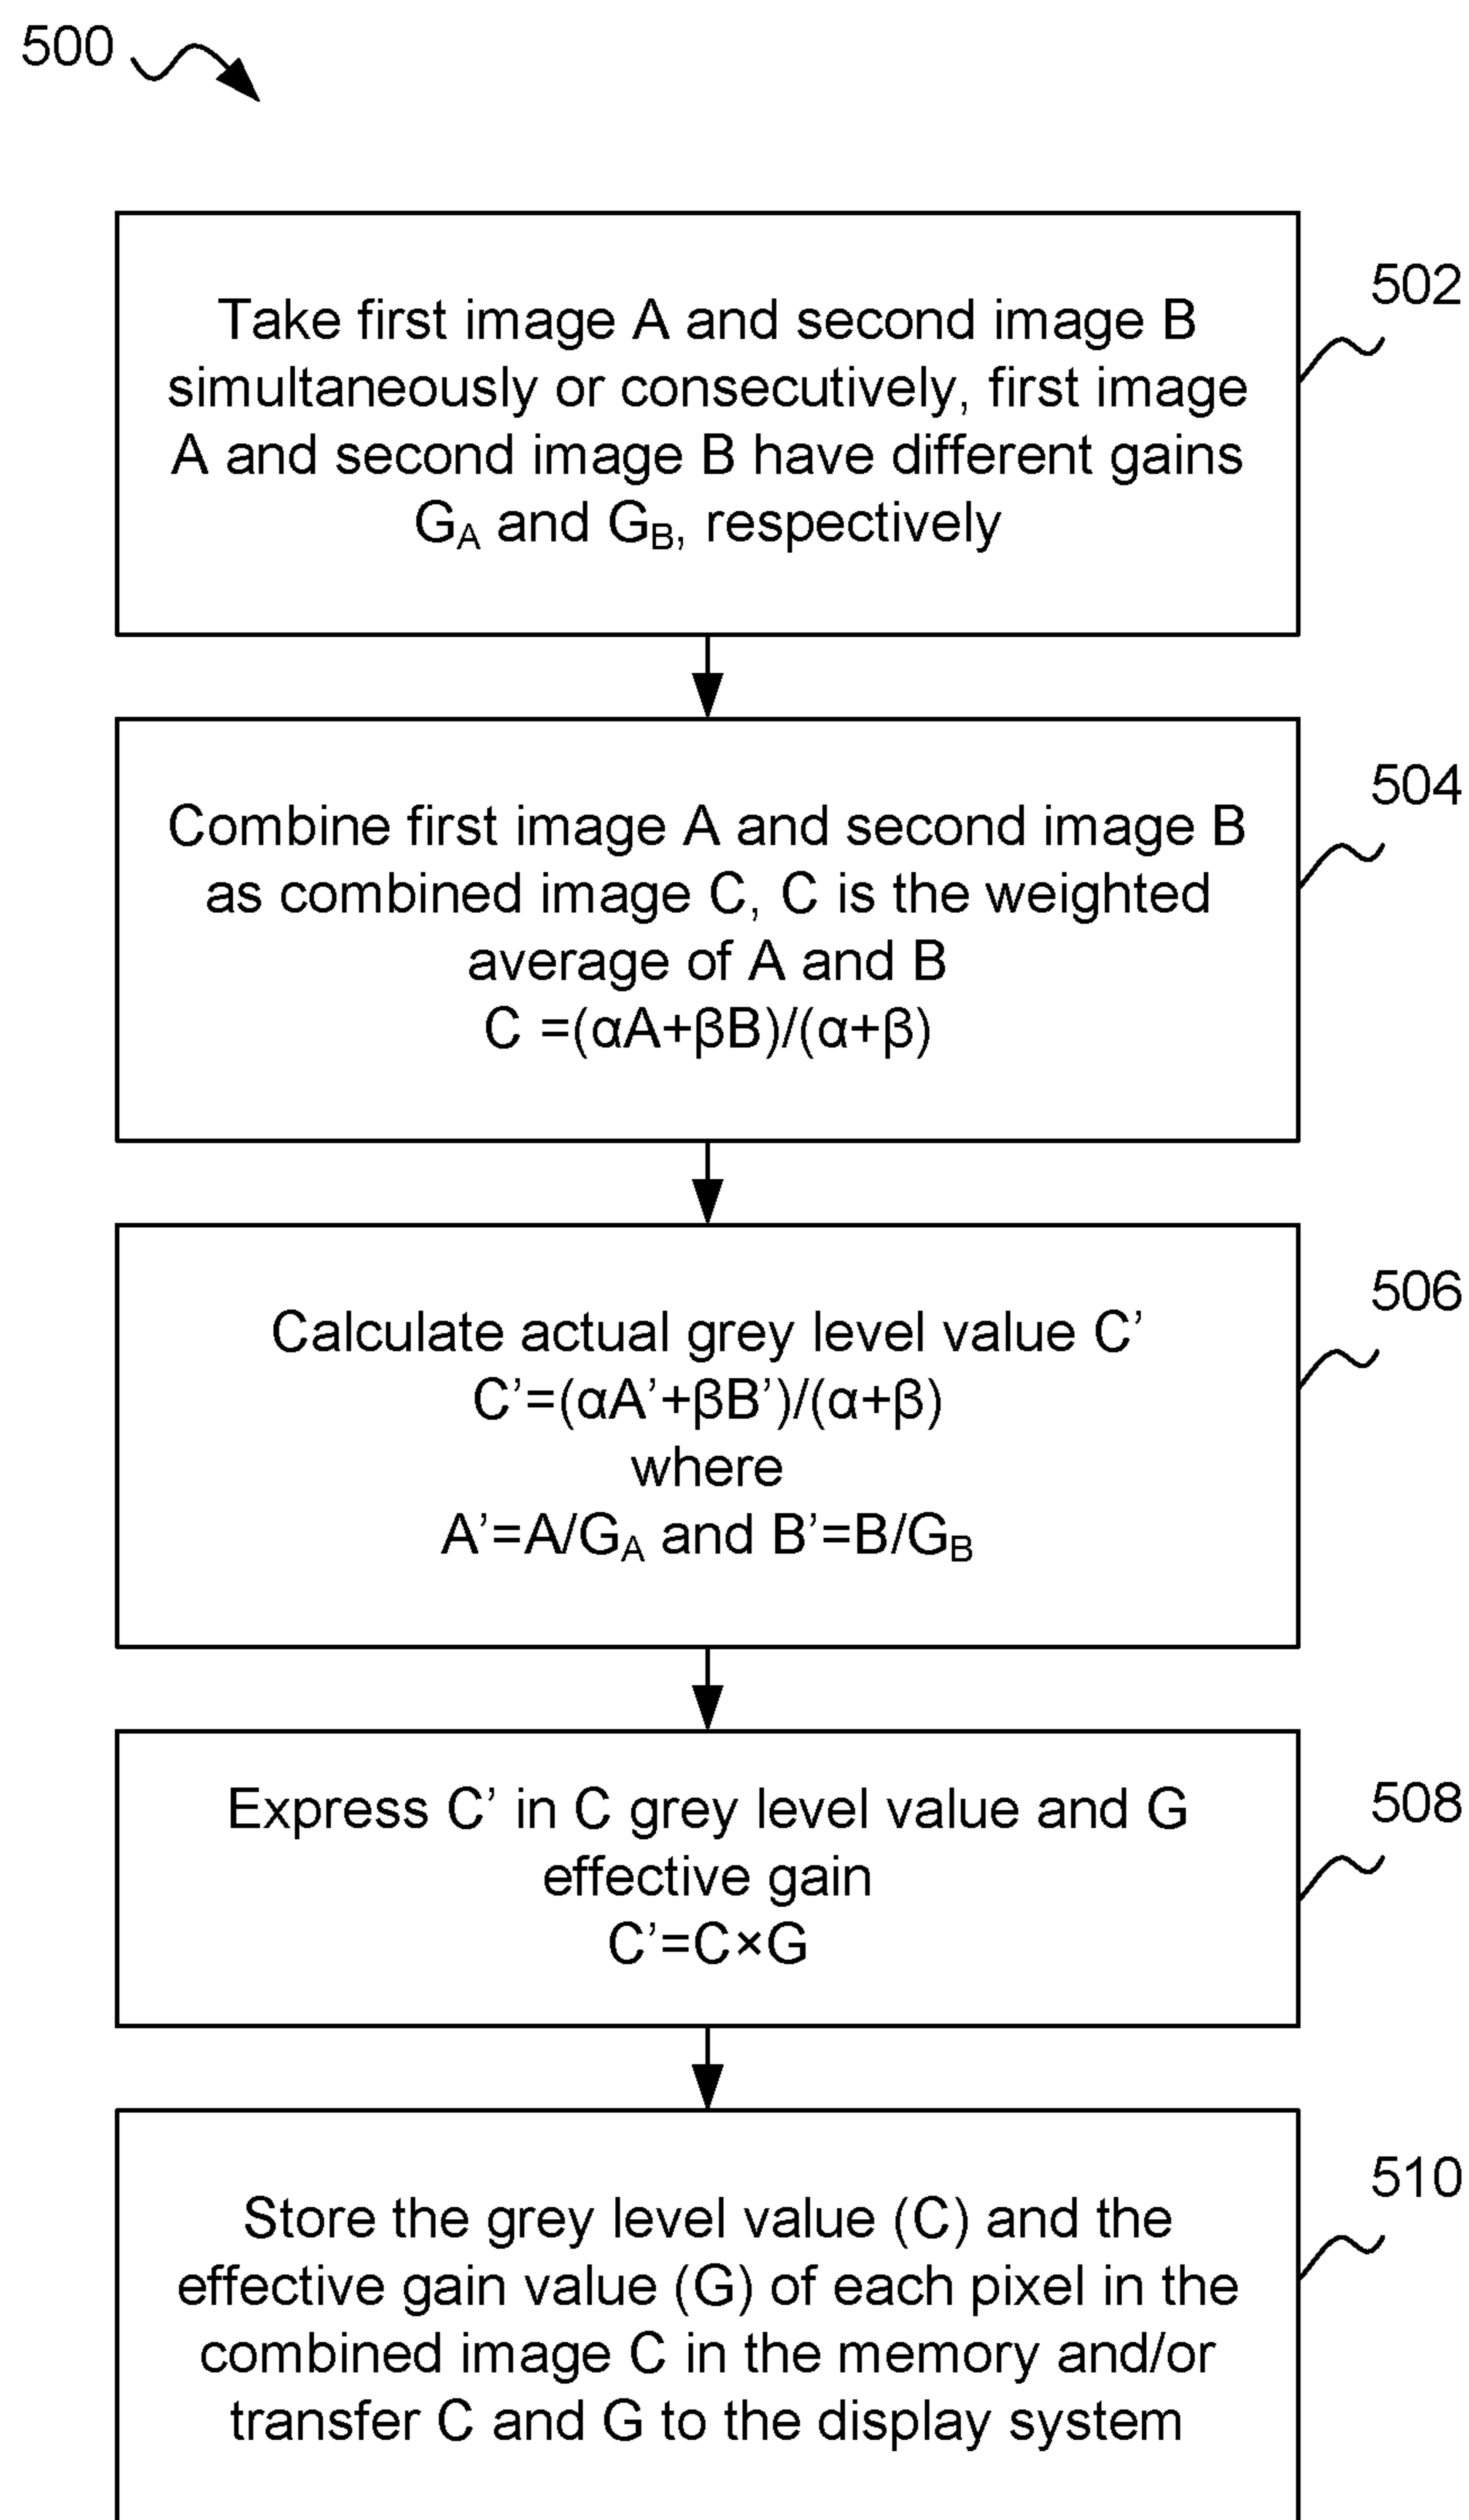 500
502
Take first image A and second image B
simultaneously or consecutively, first image
A and second image B have different gains
G_A and G_B, respectively
504
Combine first image A and second image B
as combined image C, C is the weighted
average of A and B
C =(αA+βB)/(α+β)
506
Calculate actual grey level value C’
C’=(αA’+βB’)/(α+β)
where
A’=A/G_A and B’=B/G_B
508
Express C’ in C grey level value and G
effective gain
C’=C×G
510
Store the grey level value (C) and the
effective gain value (G) of each pixel in the
combined image C in the memory and/or
transfer C and G to the display system